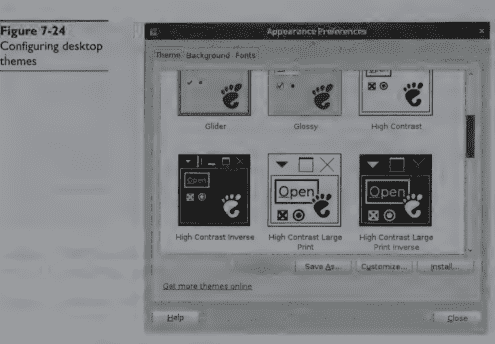 Figure 7-24
Configuring desktop
themes
Appearance Preferences
Theme Background Fonts
Glider Glossy High Contrast
Open Open Open
High Contrast Inverse High Contrast Large Print High Contrast Large Print Inverse
Save As... Customize... Install...
Get more themes online
Help Close